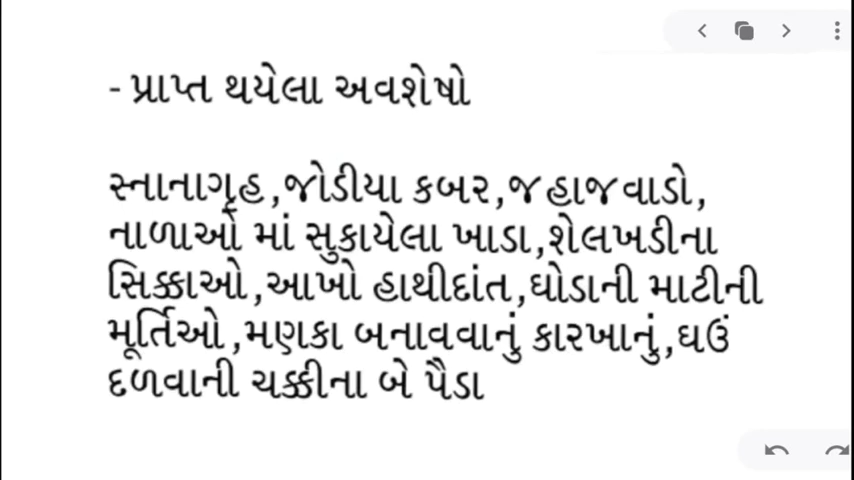 - પ્રાપ્ત થયેલા અવશેષો
સ્નાનાગૃહ,જોડીયા કબર,જહાજવાડો,
નાળાઓ માં સુકાયેલા ખાડા,શેલખડીના
સિક્કાઓ,આખો હાથીદાંત,ઘોડાની માટીની
મૂર્તિઓ,મણકા બનાવવાનું કારખાનું,ઘઉં
દળવાની ચક્કીના બે પૈડા